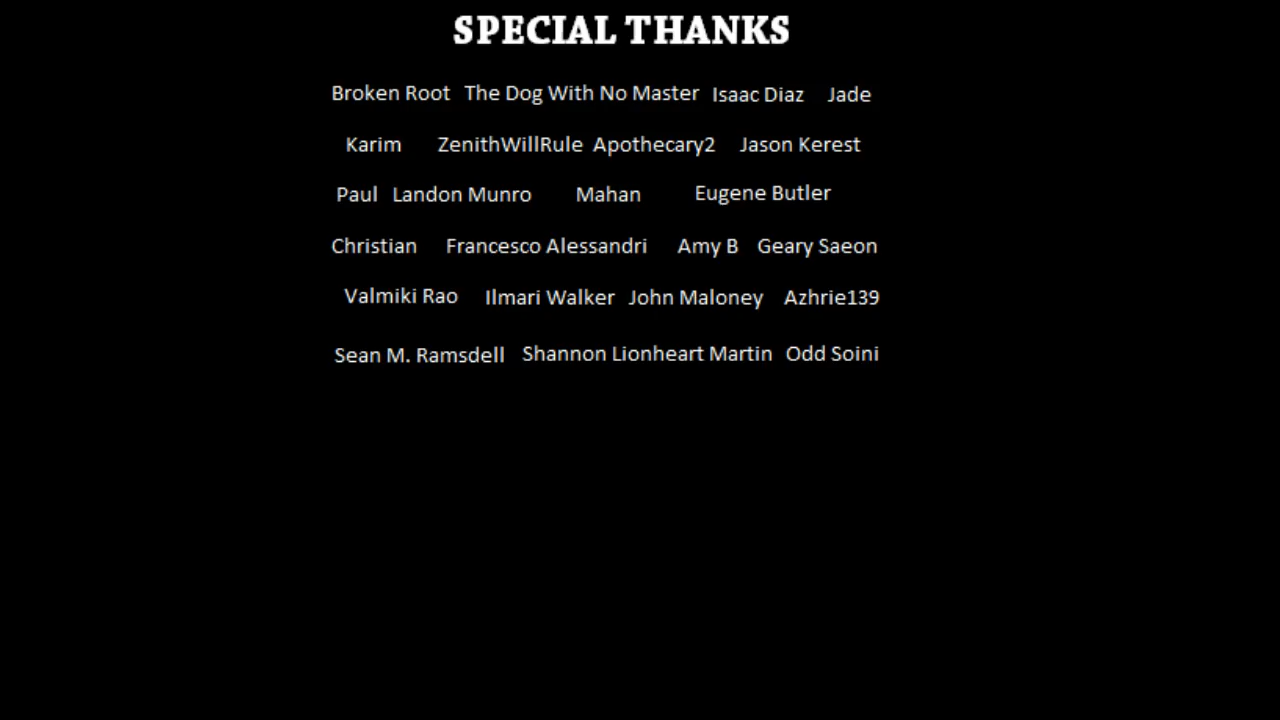 SPECIAL THANKS
Broken Root The Dog With No Master Isaac Diaz Jade
Karim ZenithWillRule Apothecary2 Jason Kerest
Paul Landon Munro Mahan Eugene Butler
Christian Francesco Alessandri Amy B Geary Saeon
Valmiki Rao Ilmari Walker John Maloney Azhrie139
Sean M. Ramsdell Shannon Lionheart Martin Odd Soini